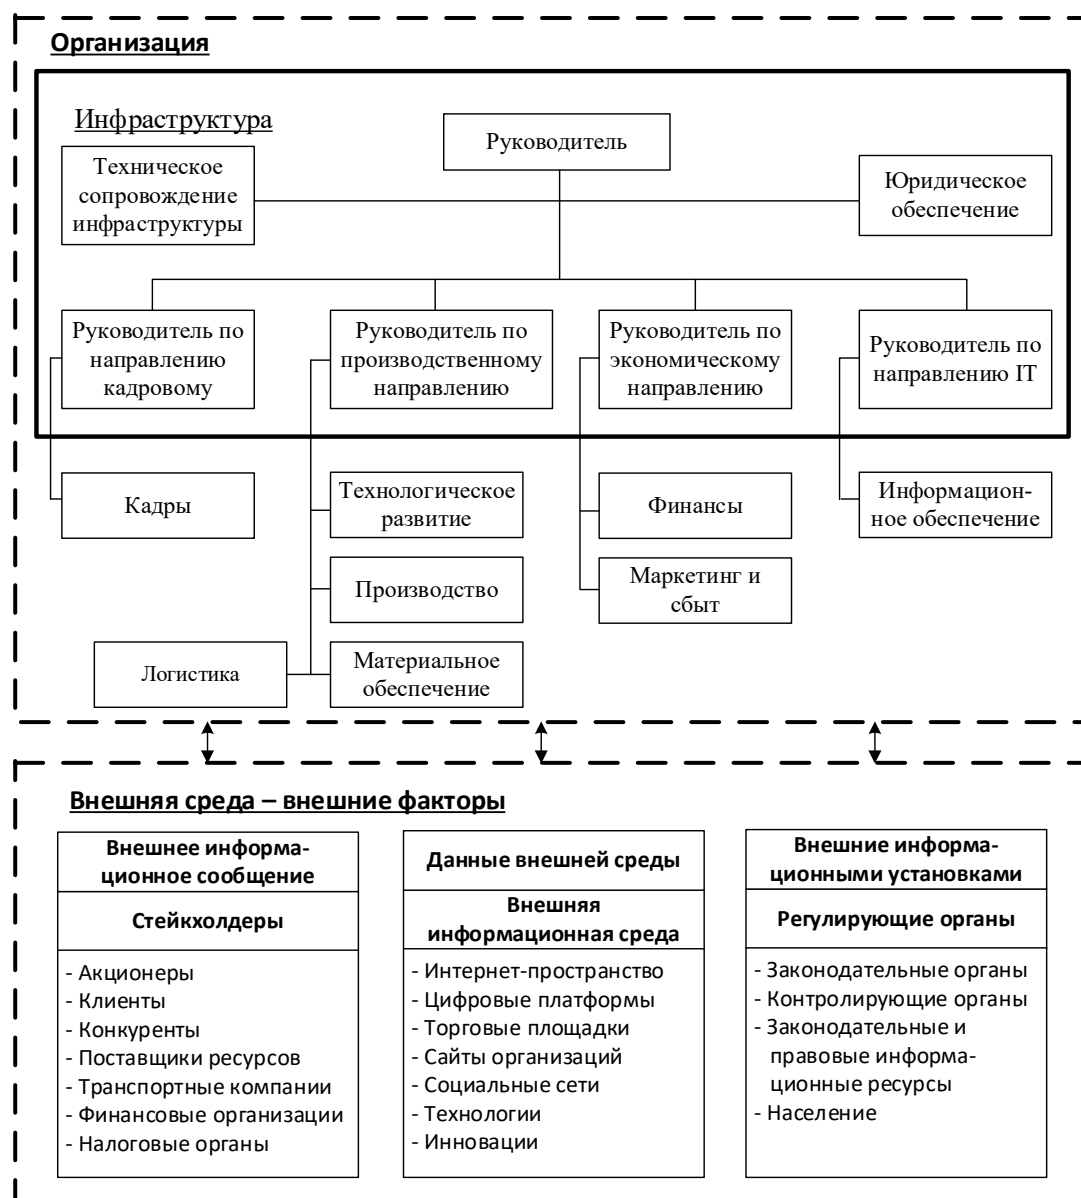 Организация
Инфраструктура
Руководитель
Техническое
сопровождение
инфраструктуры
Юридическое
обеспечение
Руководитель по
направлению
кадровому
Руководитель по
производственному
направлению
Руководитель по
экономическому
направлению
Руководитель по
направлению IT
Кадры
Технологическое
развитие
Финансы
Информацион-
ное обеспечение
Производство
Маркетинг и
сбыт
Логистика
Материальное
обеспечение
Внешняя среда – внешние факторы
Внешнее информа-
ционное сообщение
Стейкхолдеры
- Акционеры
- Клиенты
- Конкуренты
- Поставщики ресурсов
- Транспортные компании
- Финансовые организации
- Налоговые органы
Данные внешней среды
Внешняя
информационная среда
- Интернет-пространство
- Цифровые платформы
- Торговые площадки
- Сайты организаций
- Социальные сети
- Технологии
- Инновации
Внешние информа-
ционными установками
Регулирующие органы
- Законодательные органы
- Контролирующие органы
- Законодательные и
правовые информа-
ционные ресурсы
- Население